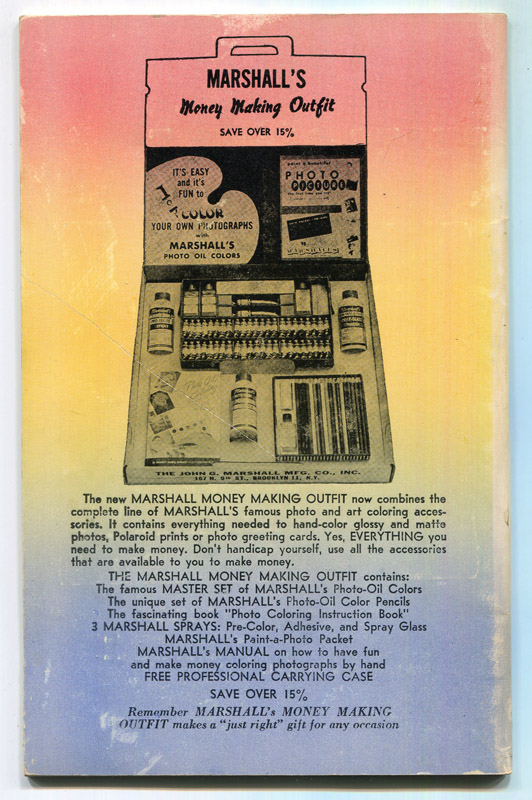 MARSHALL'S
Money Making Outfit
SAVE OVER 15%
IT'S EASY
and it's
FUN to
COLOR
YOUR OWN PHOTOGRAPHS
with
MARSHALL'S
PHOTO OIL COLORS
paint a beautiful
PHOTO
PICTURE
MARSHALL'S
THE JOHN G. MARSHALL MFG. CO., INC.
167 N. 9th ST., BROOKLYN 11, N.Y.
The new MARSHALL MONEY MAKING OUTFIT now combines the
complete line of MARSHALL'S famous photo and art coloring acces-
sories. It contains everything needed to hand-color glossy and matte
photos, Polaroid prints or photo greeting cards. Yes, EVERYTHING you
need to make money. Don't handicap yourself, use all the accessories
that are available to you to make money.
THE MARSHALL MONEY MAKING OUTFIT contains:
The famous MASTER SET of MARSHALL's Photo-Oil Colors
The unique set of MARSHALL's Photo-Oil Color Pencils
The fascinating book "Photo Coloring Instruction Book"
3 MARSHALL SPRAYS: Pre-Color, Adhesive, and Spray Glass
MARSHALL's Paint-a-Photo Packet
MARSHALL's MANUAL on how to have fun
and make money coloring photographs by hand
FREE PROFESSIONAL CARRYING CASE
SAVE OVER 15%
Remember MARSHALL's MONEY MAKING
OUTFIT makes a "just right" gift for any occasion